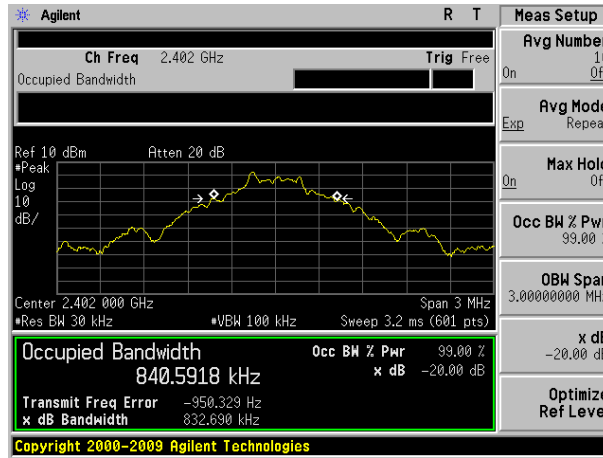 Agilent R T Meas Setup
Ch Freq 2.402 GHz Trig Free
Occupied Bandwidth
Ref 10 dBm Atten 20 dB
#Peak
Log
10
dB/
Center 2.402 000 GHz Span 3 MHz
#Res BW 30 kHz #VBW 100 kHz Sweep 3.2 ms (601 pts)
Occupied Bandwidth Occ BW % Pwr 99.00 %
840.5918 kHz x dB -20.00 dB
Transmit Freq Error -950.329 Hz
x dB Bandwidth 832.690 kHz
Copyright 2000-2009 Agilent Technologies
Avg Number
10
On Of
Avg Mode
Exp Repea
Max Hold
On Of
Occ BW % Pwr
99.00
OBW Span
3.00000000 MH
x dB
-20.00 dB
Optimize
Ref Level